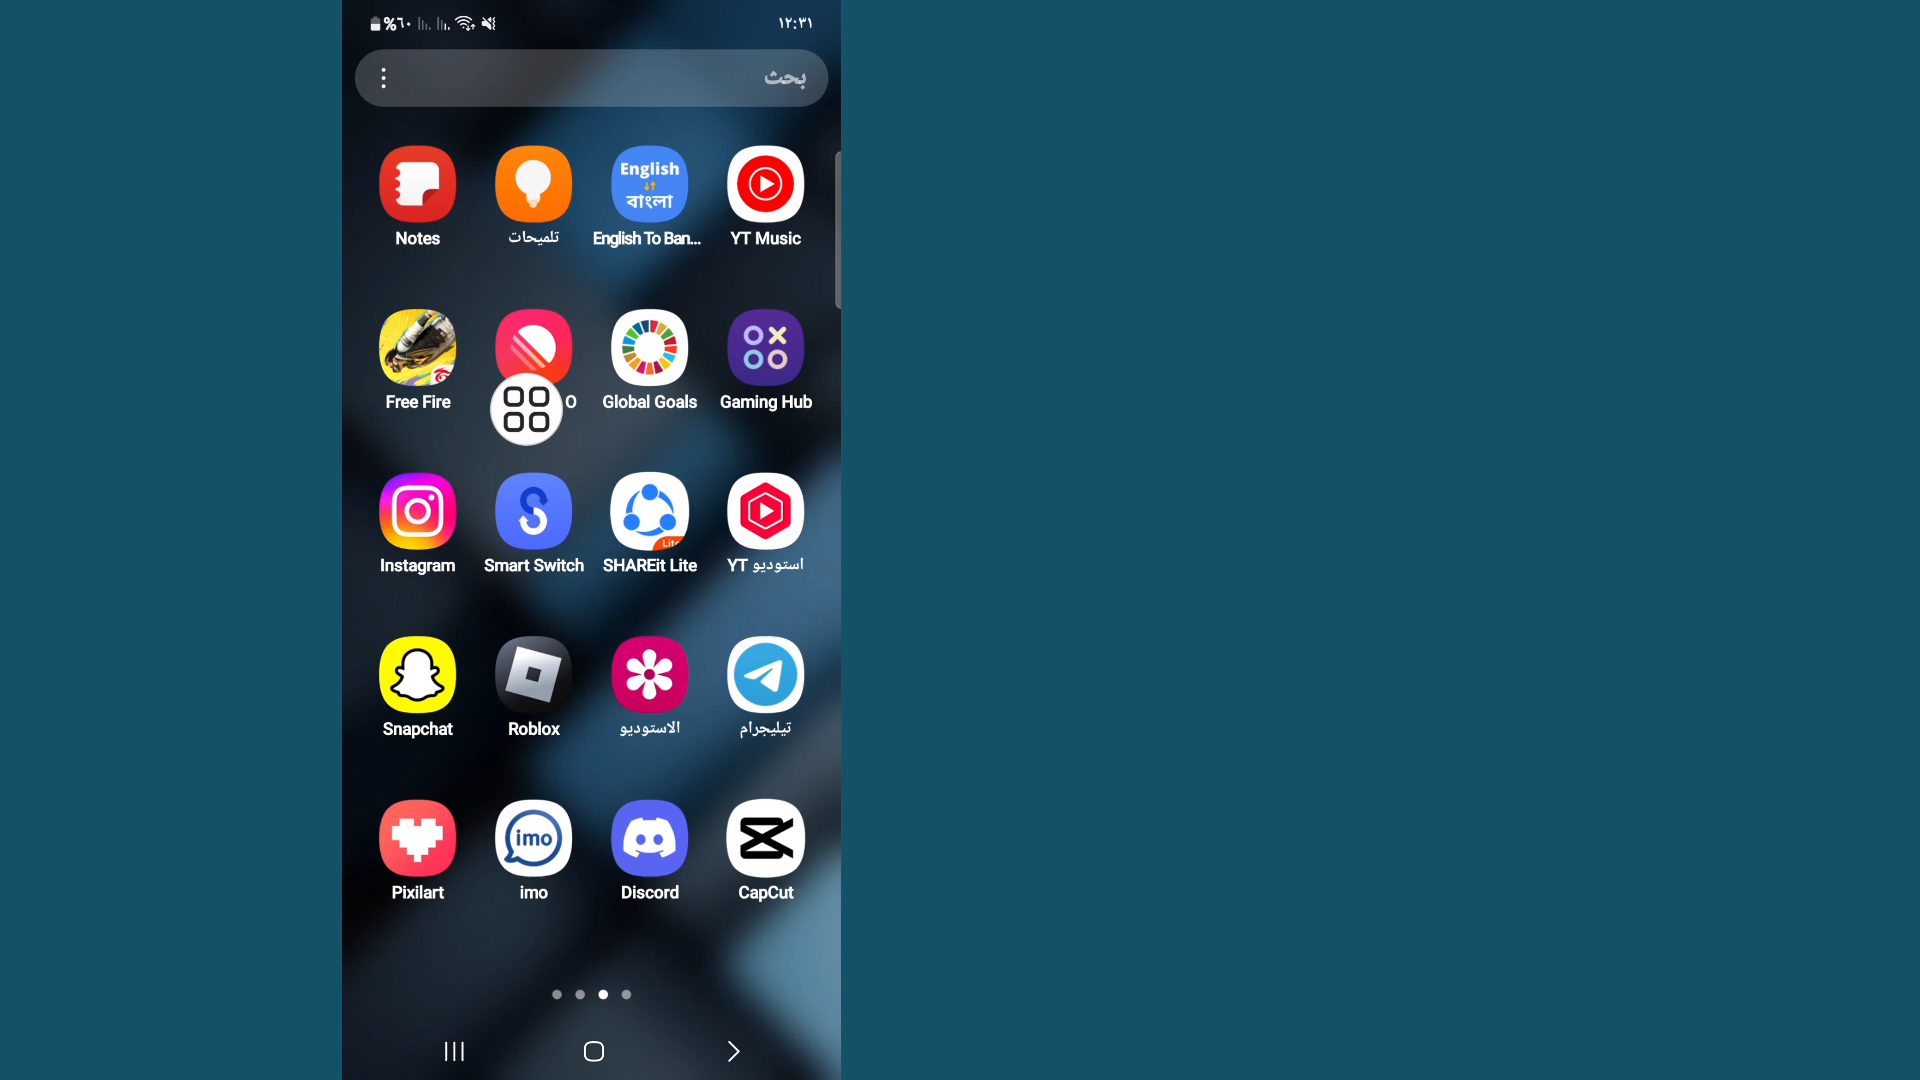 %٦٠
١٢:٣١
بحث
English
বাংলা
Notes
تلميحات
English To Ban...
YT Music
Free Fire
O
Global Goals
Gaming Hub
Lite
Instagram
Smart Switch
SHAREit Lite
YT استوديو
Snapchat
Roblox
الاستوديو
تيليجرام
imo
Pixilart
imo
Discord
CapCut